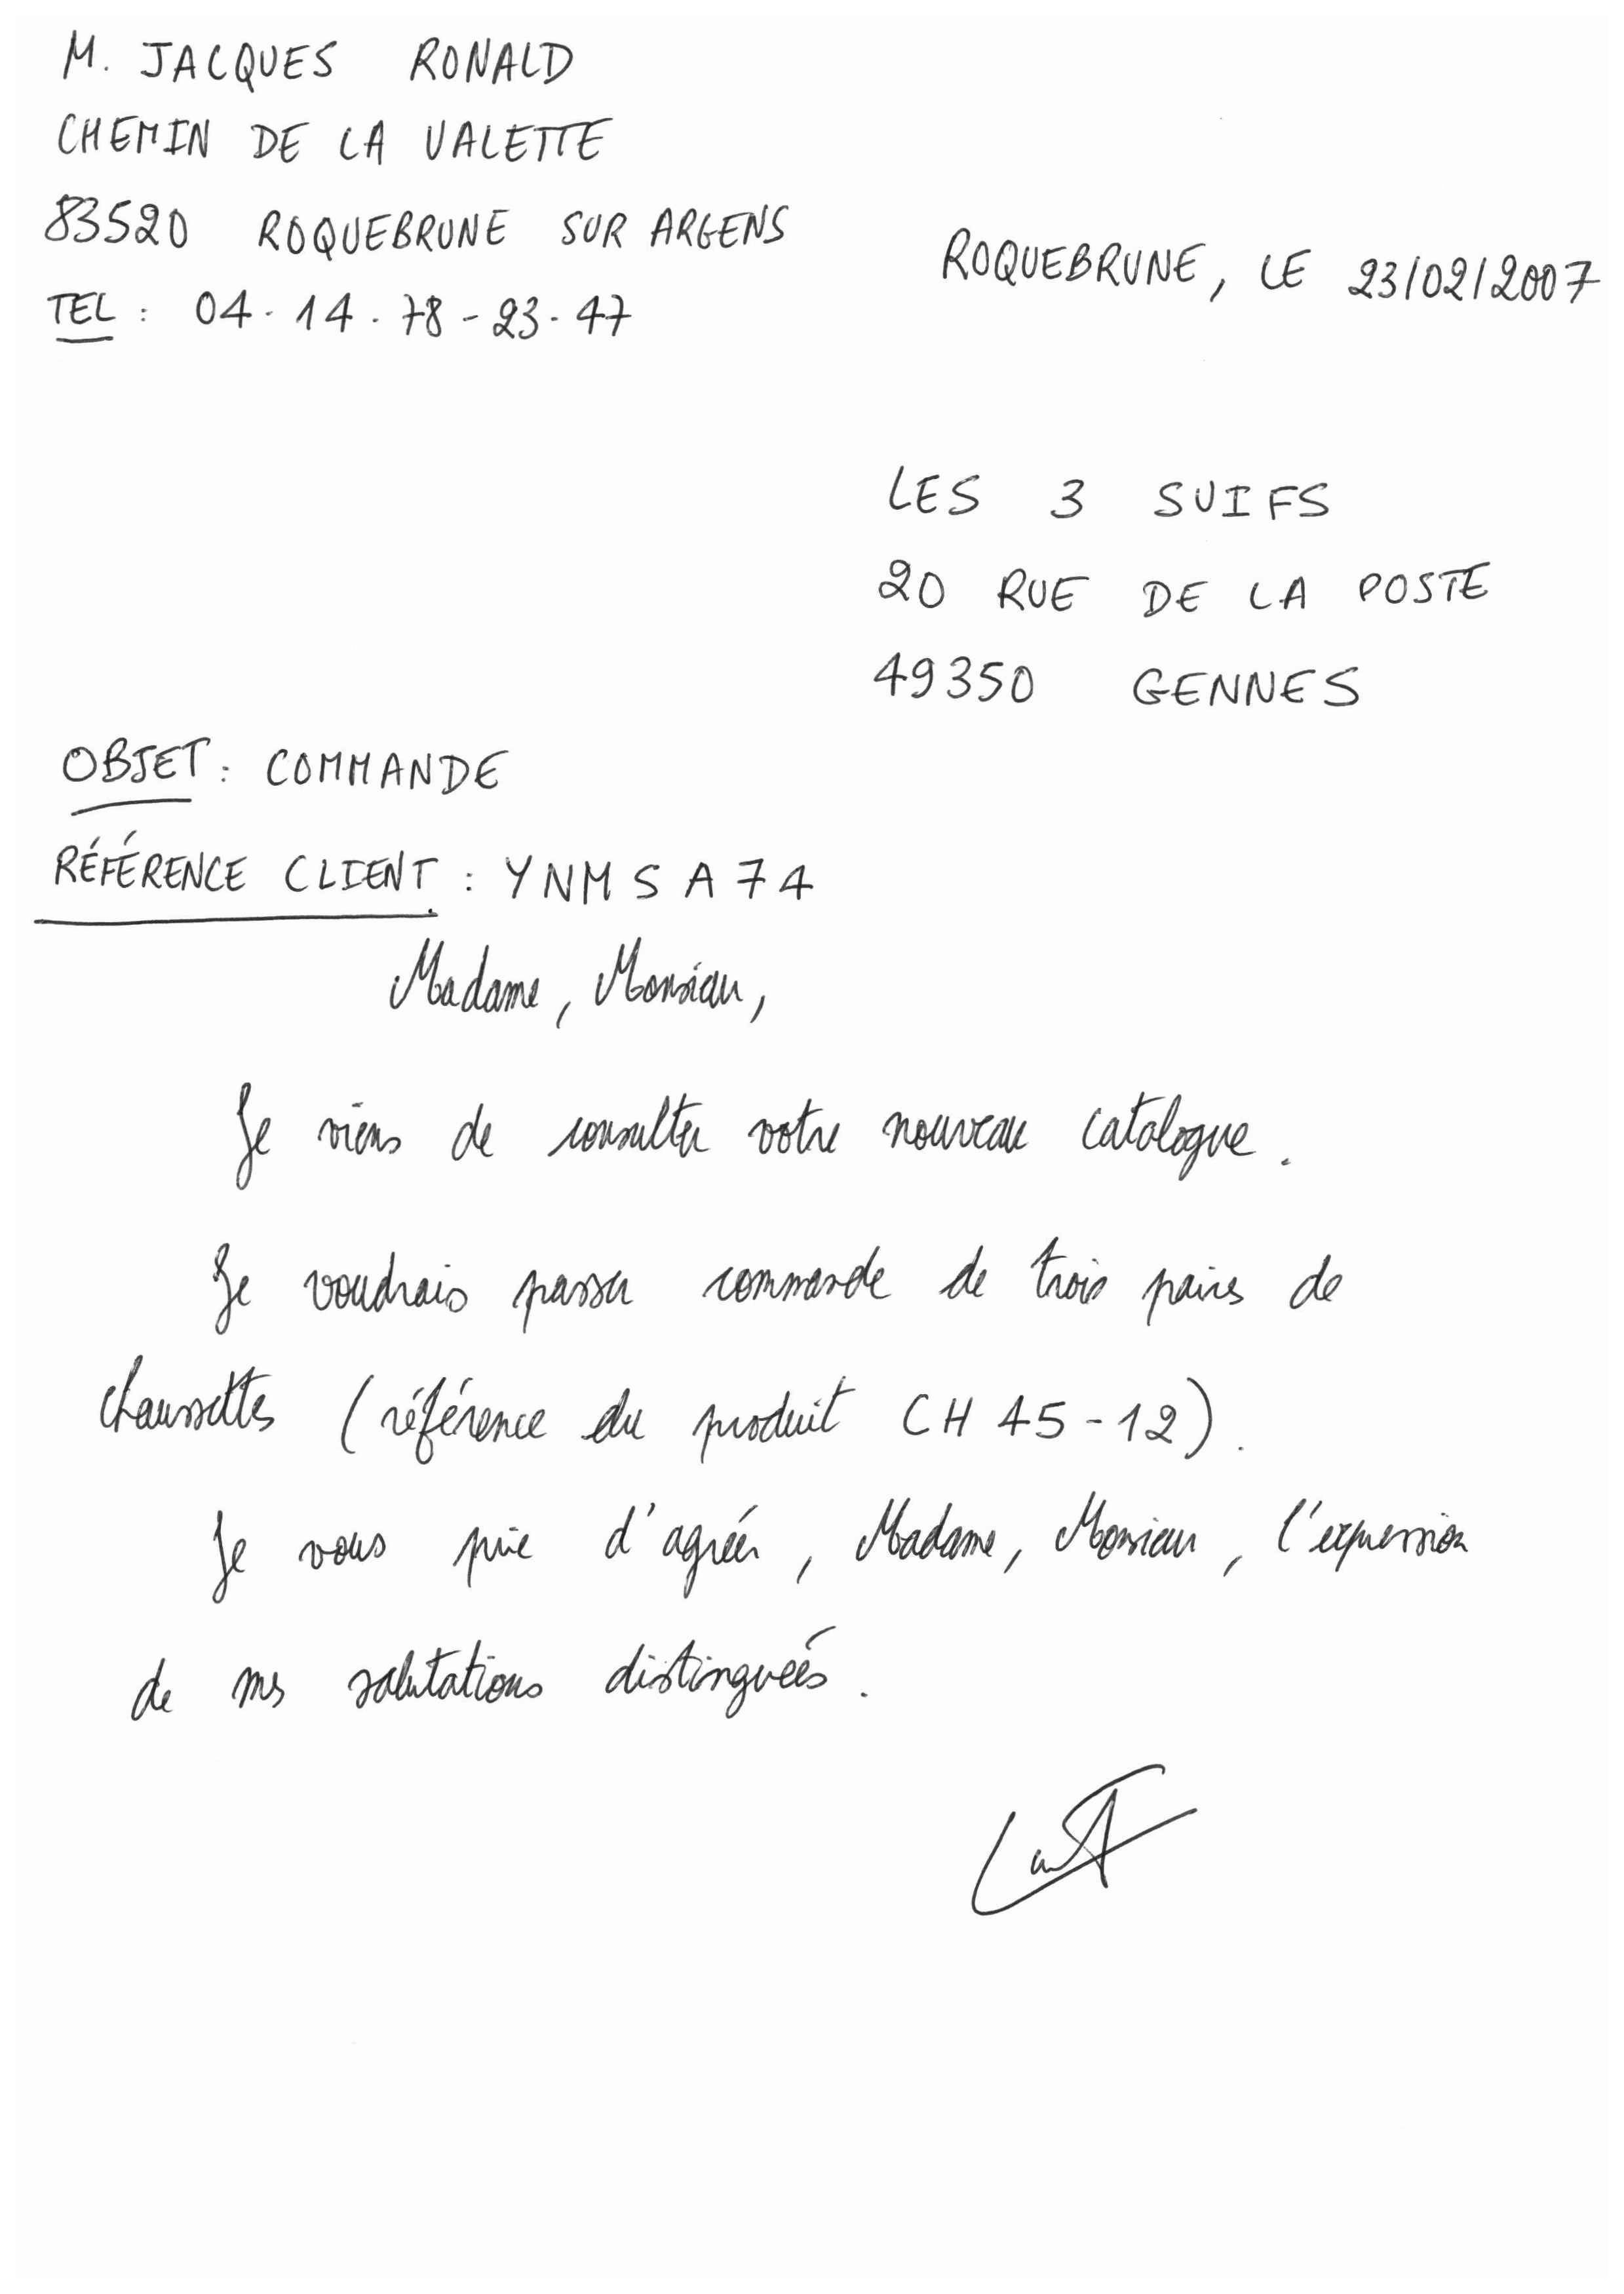 M. JACQUES RONALD
CHEMIN DE LA VALETTE
83520 ROQUEBRUNE SUR ARGENS
TEL : 04.14.78-23.47
ROQUEBRUNE, LE 23/02/2007
LES 3 SUIFS
20 RUE DE LA POSTE
49350 GENNES
OBJET : COMMANDE
RÉFÉRENCE CLIENT : YNMSA74
Madame, Monsieur,
Je viens de consulter votre nouveau catalogue.
Je voudrais passer commande de trois paires de
chaussettes (référence du produit CH45-12).
Je vous prie d'agréér, Madame, Monsieur, l'expression
de mes salutations distinguées.